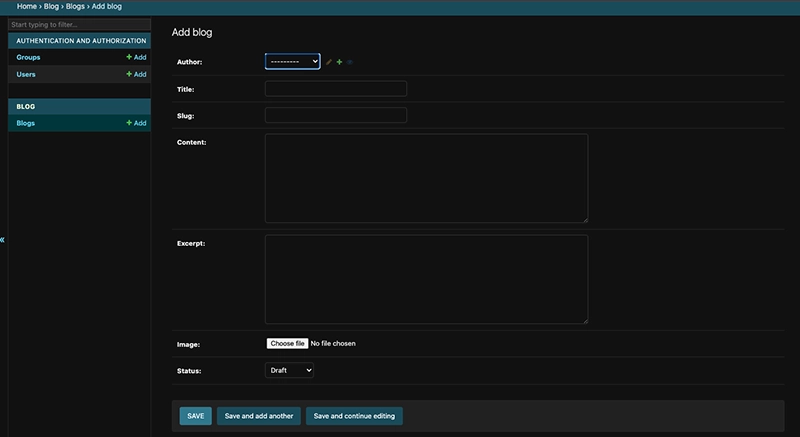 Home › Blog › Blogs › Add blog
Start typing to filter...
AUTHENTICATION AND AUTHORIZATION
Groups + Add
Users + Add
BLOG
Blogs + Add
«
Add blog
Author: ---------
Title:
Slug:
Content:
Excerpt:
Image: Choose file No file chosen
Status: Draft
SAVE Save and add another Save and continue editing